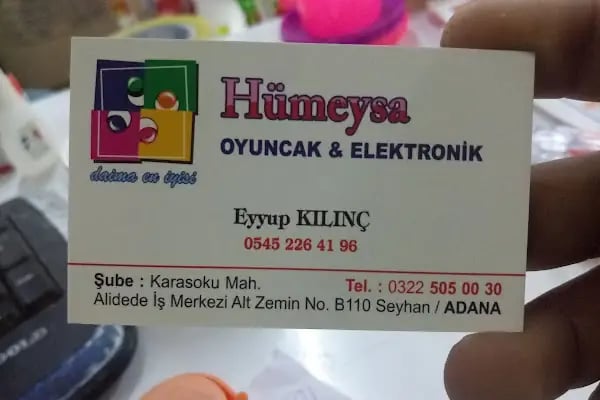 Hümeysa
OYUNCAK & ELEKTRONİK
daima en iyisi
Eyyup KILINÇ
0545 226 41 96
Şube : Karasoku Mah.
Tel. : 0322 505 00 30
Alidede İş Merkezi Alt Zemin No. B110 Seyhan / ADANA